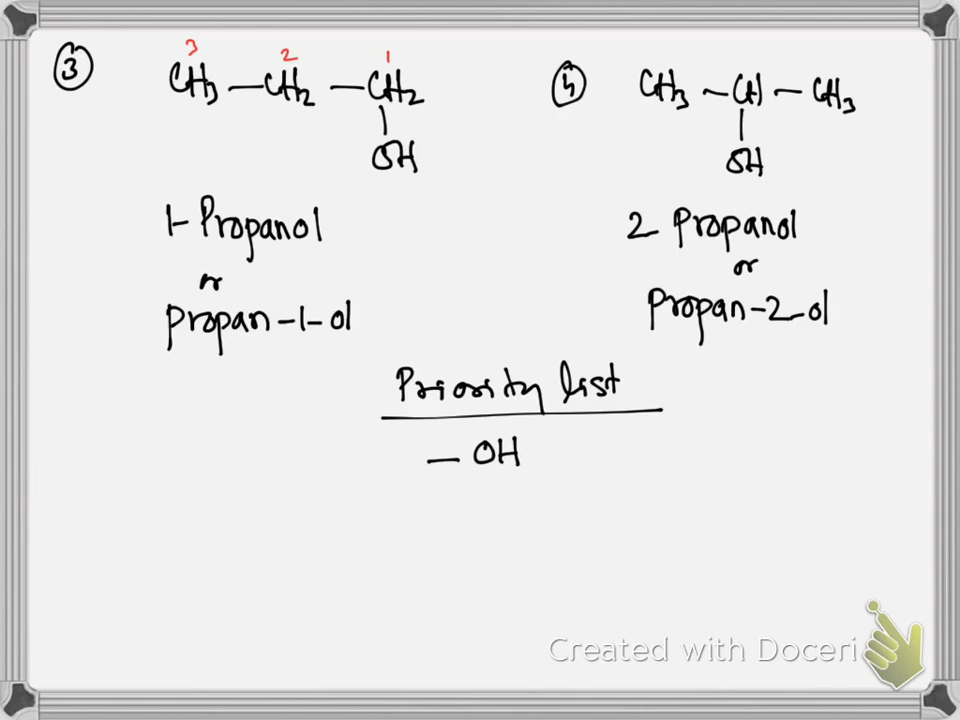 ③ CH3 — CH2 — CH2
3 2 1
OH
1- Propanol
or
propan-1-ol
④ CH3 — CH — CH3
OH
2 Propanol
or
Propan-2-ol
Priority list
— OH
Created with Doceri